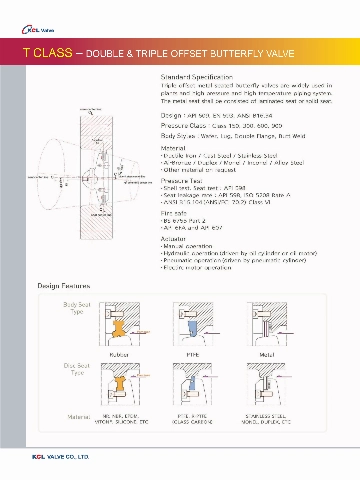 KCL Valve
T CLASS – DOUBLE & TRIPLE OFFSET BUTTERFLY VALVE
Standard Specification
Triple offset metal seated butterfly valves are widely used in
plants and high pressure and high temperature piping system.
The metal seat shall be consisted of laminated seat or solid seat.
Design : API 609, EN 593, ANSI B16.34
Pressure Class : Class 150, 300, 600, 900
Body Styles : Wafer, Lug, Double Flange, Butt Weld
Material
· Ductile Iron / Cast Steel / Stainless Steel
· Al-Bronze / Duplex / Monel / Inconel / Alloy Steel
· Other material on request
Pressure Test
· Shell test, Seat test : API 598
· Seat leakage rate : API 598, ISO 5208 Rate A
· ANSI B16.104 (ANSI/FCI 70.2) Class VI
Fire safe
· BS 6755 Part 2
· API 6FA and API 607
Actuator
· Manual operation
· Hydraulic operation (driven by oil cylinder or oil motor)
· Pneumatic operation (driven by pneumatic cylinder)
· Electric motor operation
Design Features
Body Seat
Type
Rubber PTFE Metal
Disc Seat
Type
Material
NR, NBR, EPDM,
VITON, SILICONE, ETC
PTFE, R-PTFE,
(GLASS CARBON)
STAINLESS STEEL,
MONEL, DUPLEX, ETC
KCL VALVE CO., LTD.